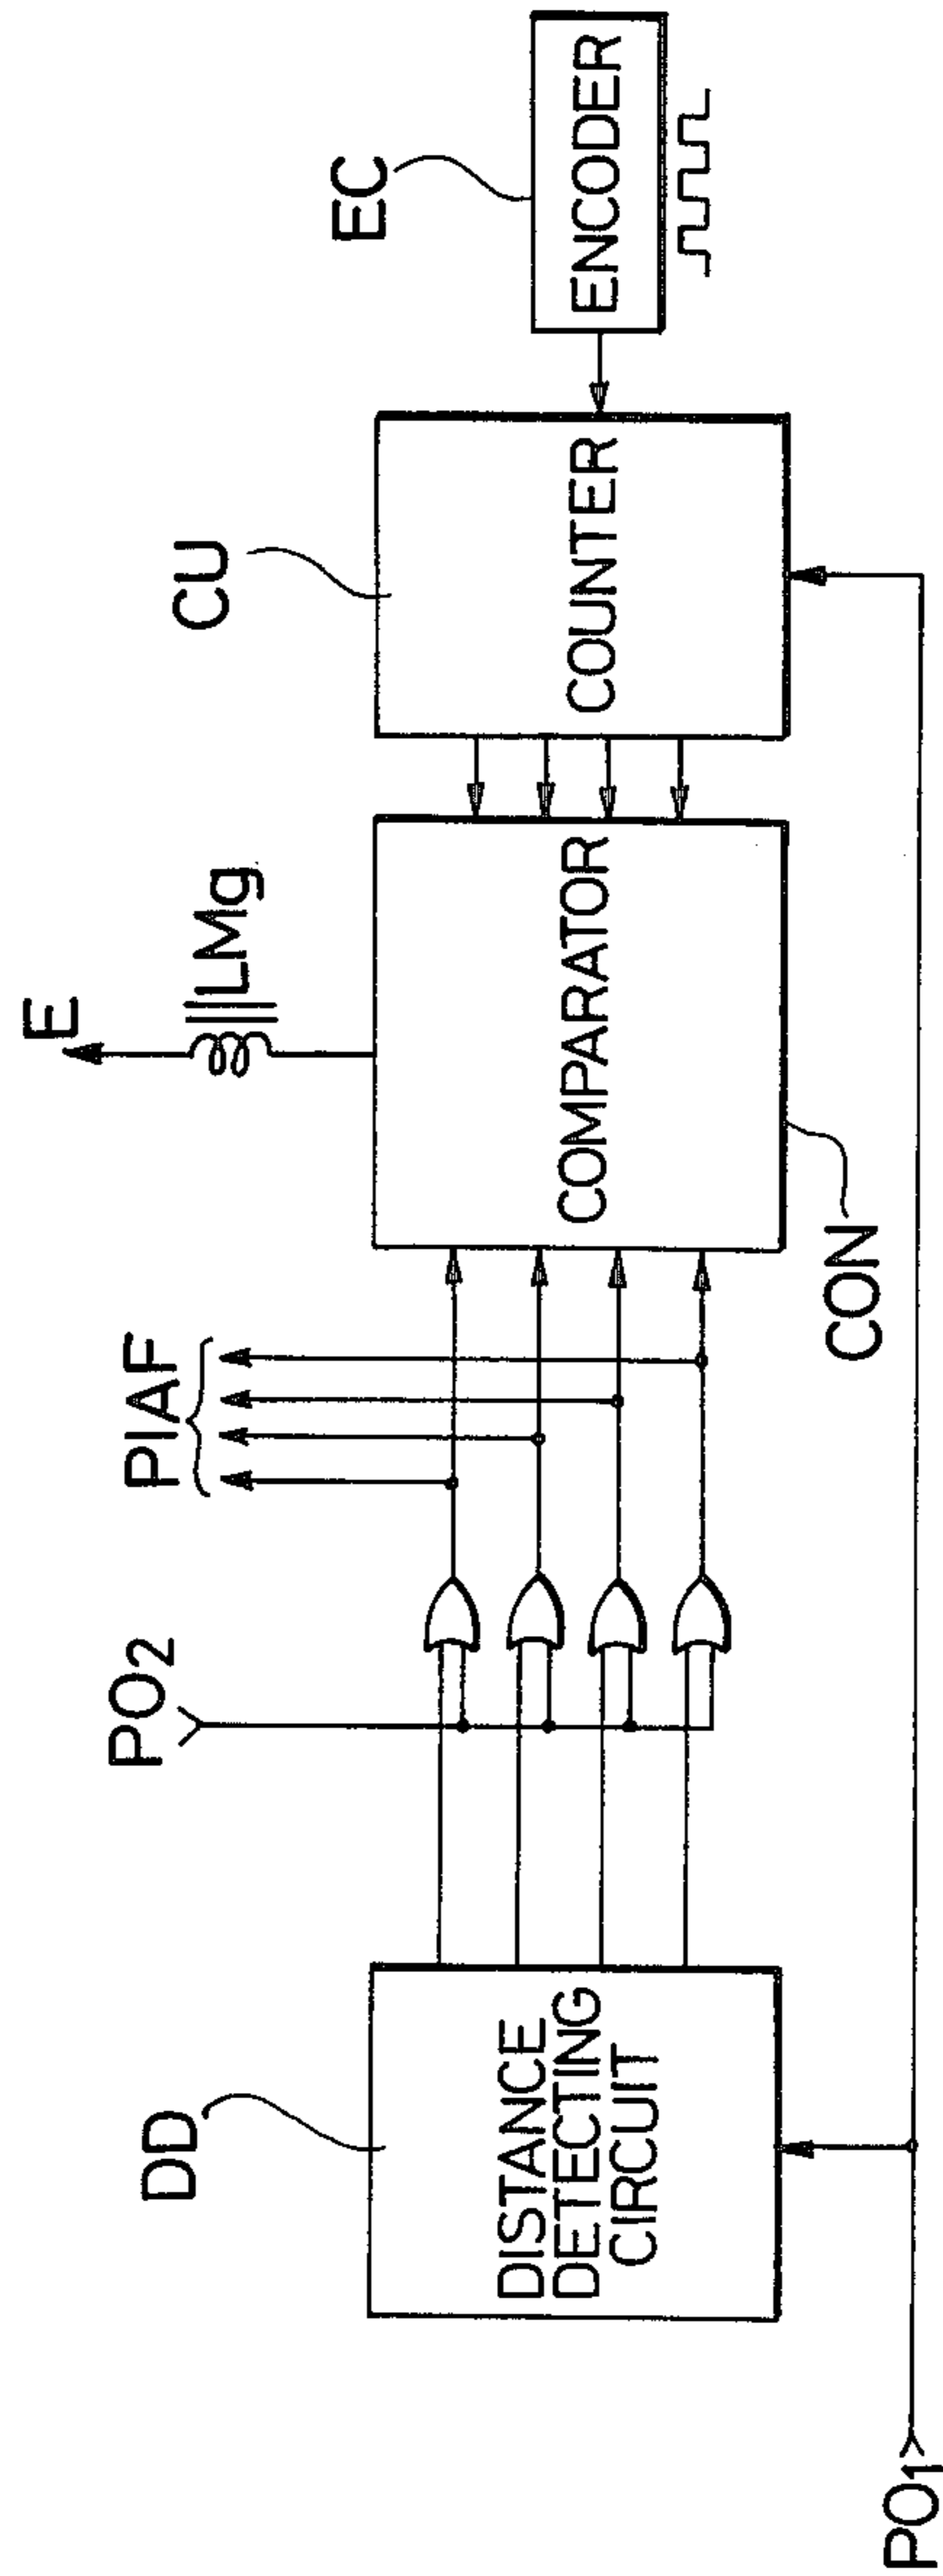 E
LMg
PIAF
PO2
DD
DISTANCE
DETECTING
CIRCUIT
COMPARATOR
CON
CU
COUNTER
EC
ENCODER
PO1